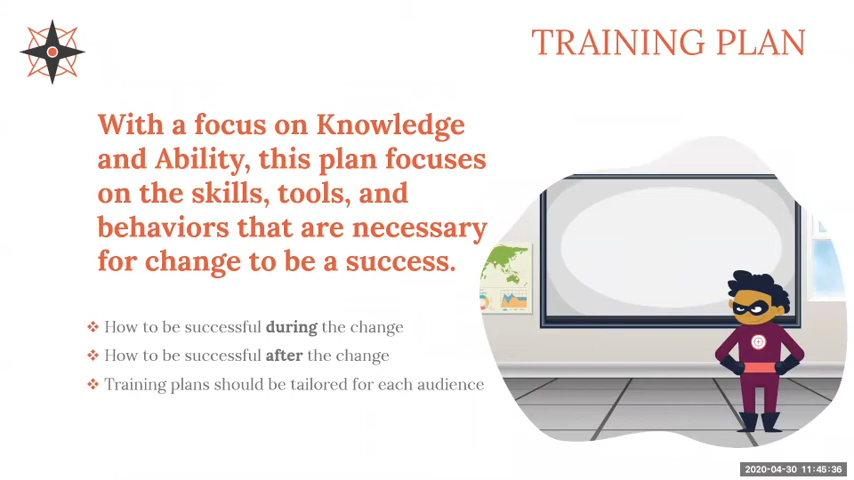 TRAINING PLAN
With a focus on Knowledge
and Ability, this plan focuses
on the skills, tools, and
behaviors that are necessary
for change to be a success.
❖ How to be successful during the change
❖ How to be successful after the change
❖ Training plans should be tailored for each audience
2020-04-30 11:45:36